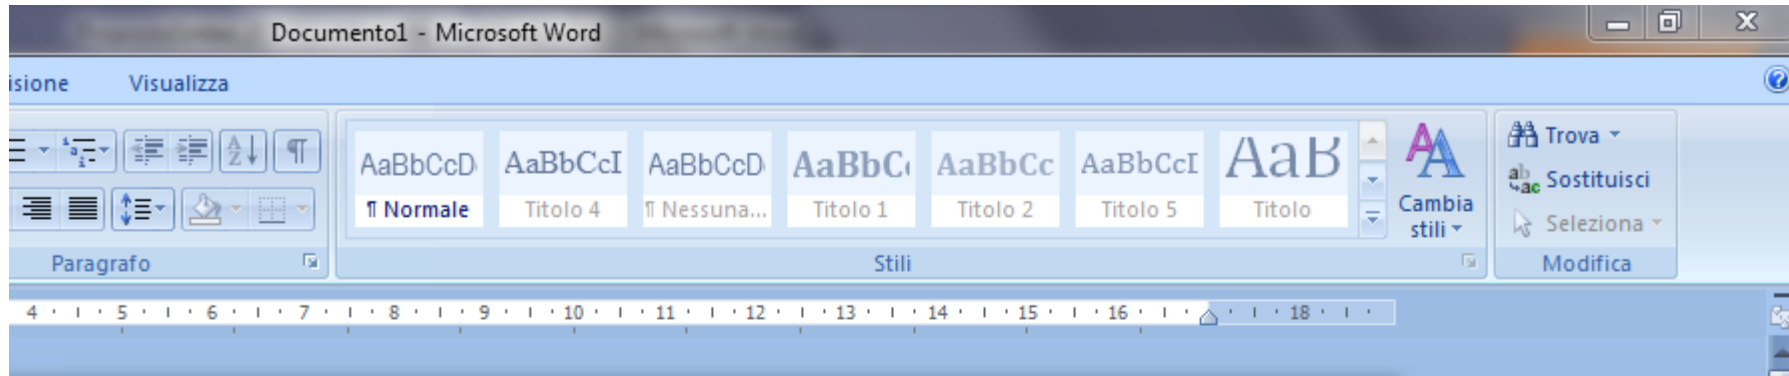 Documento1 - Microsoft Word
isione Visualizza
AaBbCcD AaBbCcI AaBbCcD AaBbC AaBbCc AaBbCcI AaB
¶ Normale Titolo 4 ¶ Nessuna... Titolo 1 Titolo 2 Titolo 5 Titolo
Cambia
stili
Trova
Sostituisci
Seleziona
Paragrafo Stili Modifica
4 5 6 7 8 9 10 11 12 13 14 15 16 18